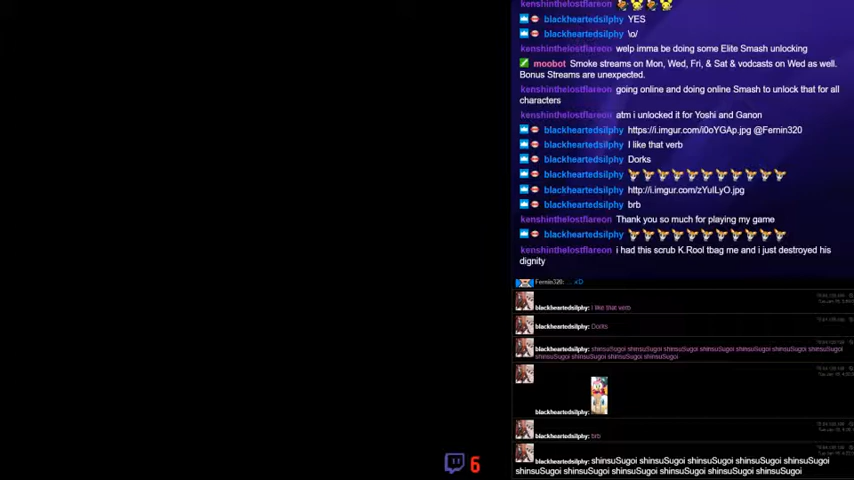 kenshinthelostflareon
blackheartedsilphy YES
blackheartedsilphy \o/
kenshinthelostflareon welp imma be doing some Elite Smash unlocking
moobot Smoke streams on Mon, Wed, Fri, & Sat & vodcasts on Wed as well.
Bonus Streams are unexpected.
kenshinthelostflareon going online and doing online Smash to unlock that for all
characters
kenshinthelostflareon atm i unlocked it for Yoshi and Ganon
blackheartedsilphy https://i.imgur.com/i0oYGAp.jpg @Fernin320
blackheartedsilphy I like that verb
blackheartedsilphy Dorks
blackheartedsilphy
blackheartedsilphy http://i.imgur.com/zYuILyO.jpg
blackheartedsilphy brb
kenshinthelostflareon Thank you so much for playing my game
blackheartedsilphy
kenshinthelostflareon i had this scrub K.Rool tbag me and i just destroyed his
dignity
Fernin320: ... x'D
blackheartedsilphy: I like that verb
blackheartedsilphy: Dorks
blackheartedsilphy: shinsuSugoi shinsuSugoi shinsuSugoi shinsuSugoi shinsuSugoi shinsuSugoi
shinsuSugoi shinsuSugoi shinsuSugoi shinsuSugoi
blackheartedsilphy:
blackheartedsilphy: brb
blackheartedsilphy: shinsuSugoi shinsuSugoi shinsuSugoi shinsuSugoi shinsuSugoi
shinsuSugoi shinsuSugoi shinsuSugoi shinsuSugoi shinsuSugoi shinsuSugoi
6